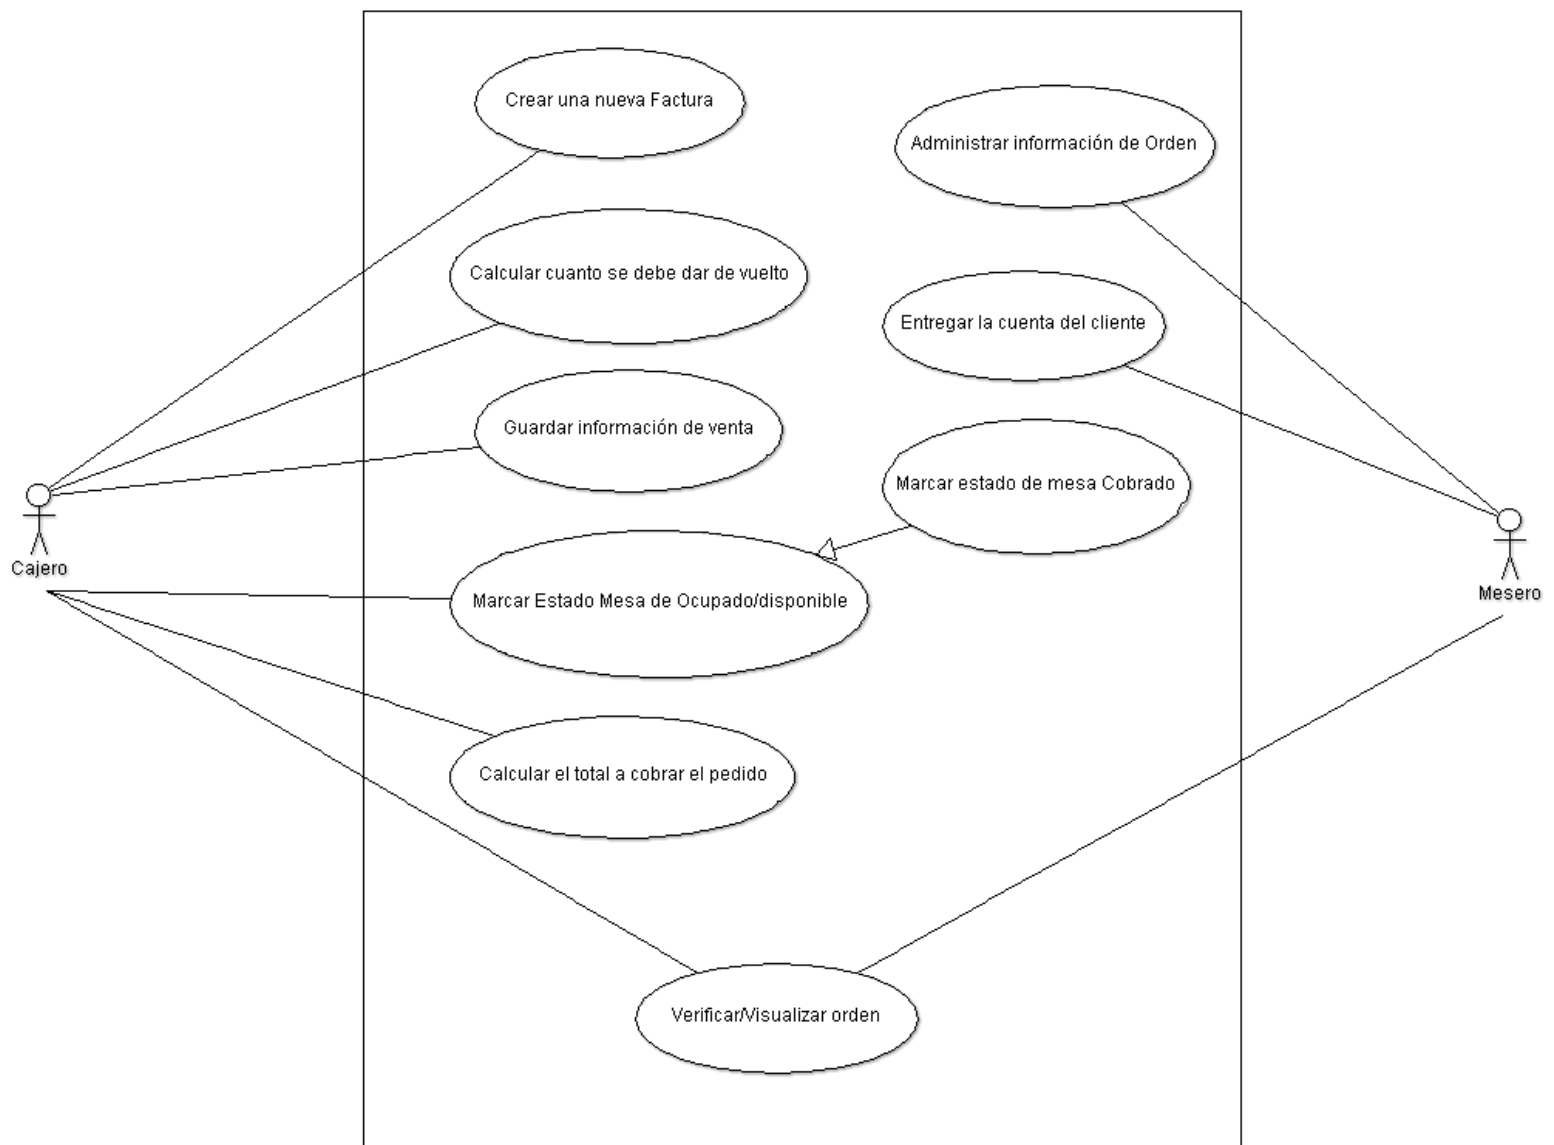 Crear una nueva Factura
Administrar información de Orden
Calcular cuanto se debe dar de vuelto
Entregar la cuenta del cliente
Guardar información de venta
Marcar estado de mesa Cobrado
Cajero
Mesero
Marcar Estado Mesa de Ocupado/disponible
Calcular el total a cobrar el pedido
Verificar/Visualizar orden